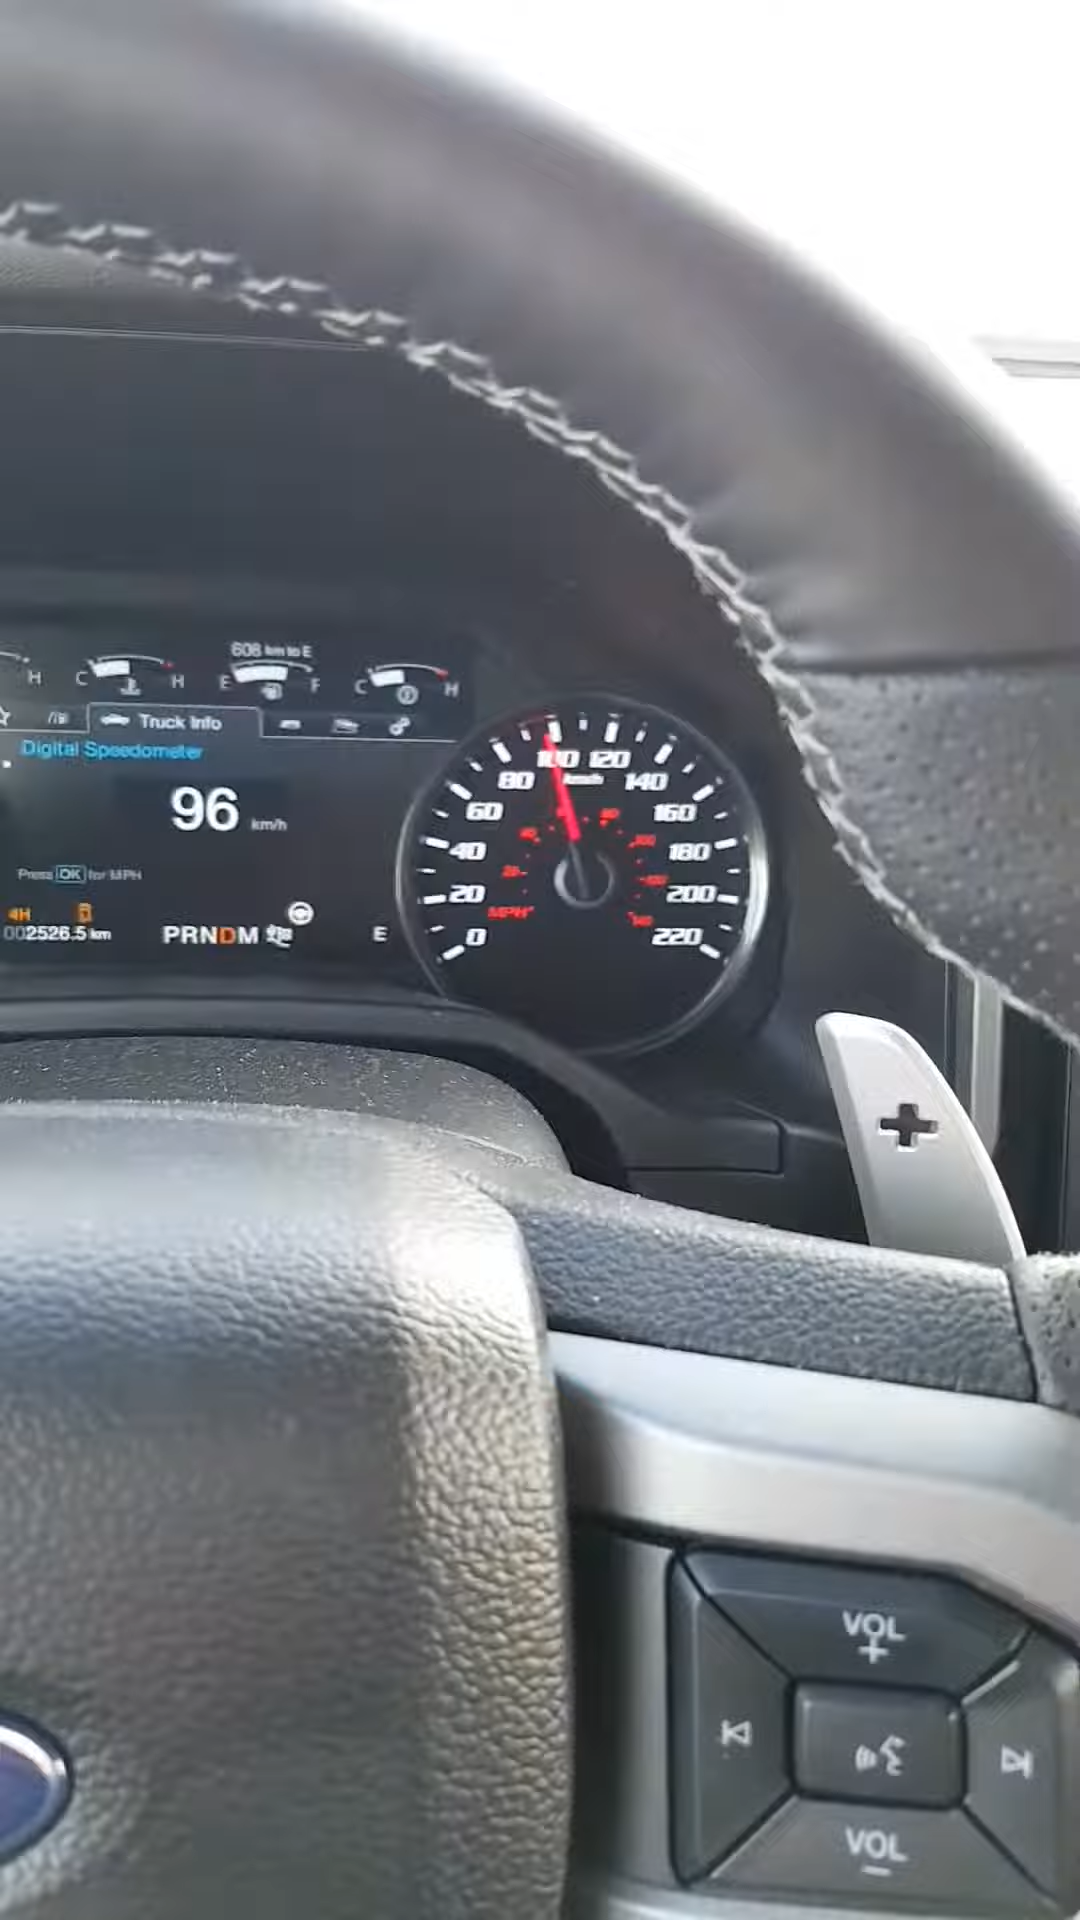 608 km to E
H C H E F C H
Truck Info
Digital Speedometer
96 km/h
Press OK for MPH
4H
002526.5 km
PRNDM
E
0
20
40
60
80
100
120
140
160
180
200
220
km/h
MPH
VOL
+
VOL
−